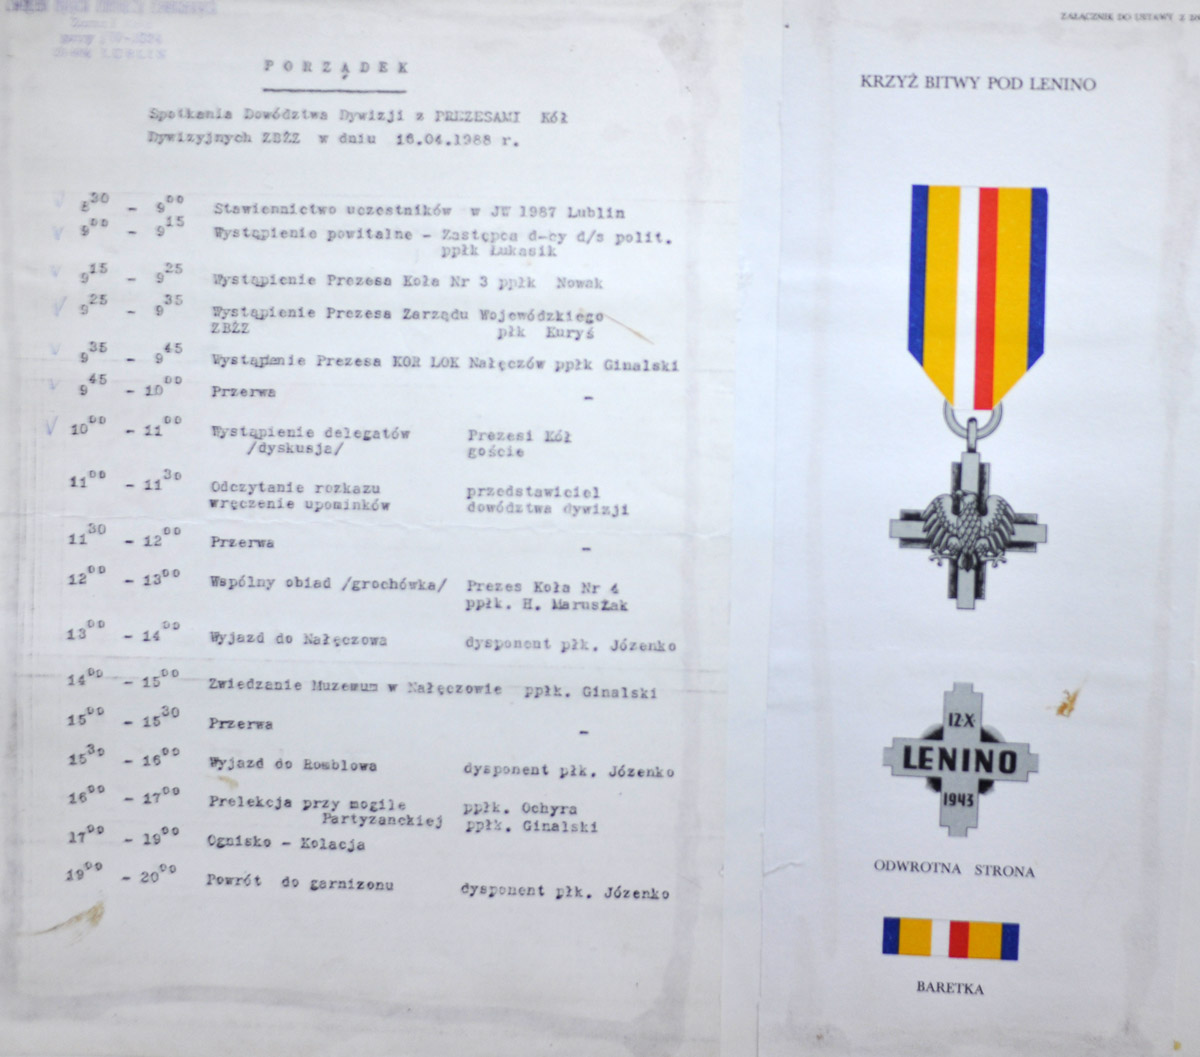 P O R Z Ą D E K
Spotkania Dowództwa Dywizji z PREZESAMI Kół
Dywizyjnych ZBŻZ w dniu 16.04.1988 r.
8³⁰ – 9⁰⁰ Stawiennictwo uczestników w JW 1987 Lublin
9⁰⁰ – 9¹⁵ Wystąpienie powitalne – Zastępca d-cy d/s polit.
ppłk Łukasik
9¹⁵ – 9²⁵ Wystąpienie Prezesa Koła Nr 3 ppłk Nowak
9²⁵ – 9³⁵ Wystąpienie Prezesa Zarządu Wojewódzkiego
ZBŻZ płk Kuryś
9³⁵ – 9⁴⁵ Wystąpienie Prezesa KOR LOK Nałęczów ppłk Ginalski
9⁴⁵ – 10⁰⁰ Przerwa –
10⁰⁰ – 11⁰⁰ Wystąpienie delegatów Prezesi Kół
/dyskusja/ goście
11⁰⁰ – 11³⁰ Odczytanie rozkazu przedstawiciel
wręczenie upominków dowództwa dywizji
11³⁰ – 12⁰⁰ Przerwa –
12⁰⁰ – 13⁰⁰ Wspólny obiad /grochówka/ Prezes Koła Nr 4
ppłk. H. Marusżak
13⁰⁰ – 14⁰⁰ Wyjazd do Nałęczowa dysponent płk. Józenko
14⁰⁰ – 15⁰⁰ Zwiedzanie Muzemum w Nałęczowie ppłk. Ginalski
15⁰⁰ – 15³⁰ Przerwa –
15³⁰ – 16⁰⁰ Wyjazd do Romblowa dysponent płk. Józenko
16⁰⁰ – 17⁰⁰ Prelekcja przy mogile ppłk. Ochyra
Partyzanckiej ppłk. Ginalski
17⁰⁰ – 19⁰⁰ Ognisko – Kolacja
19⁰⁰ – 20⁰⁰ Powrót do garnizonu dysponent płk. Józenko
ZAŁĄCZNIK DO USTAWY Z
KRZYŻ BITWY POD LENINO
12·X
LENINO
1943
ODWROTNA STRONA
BARETKA